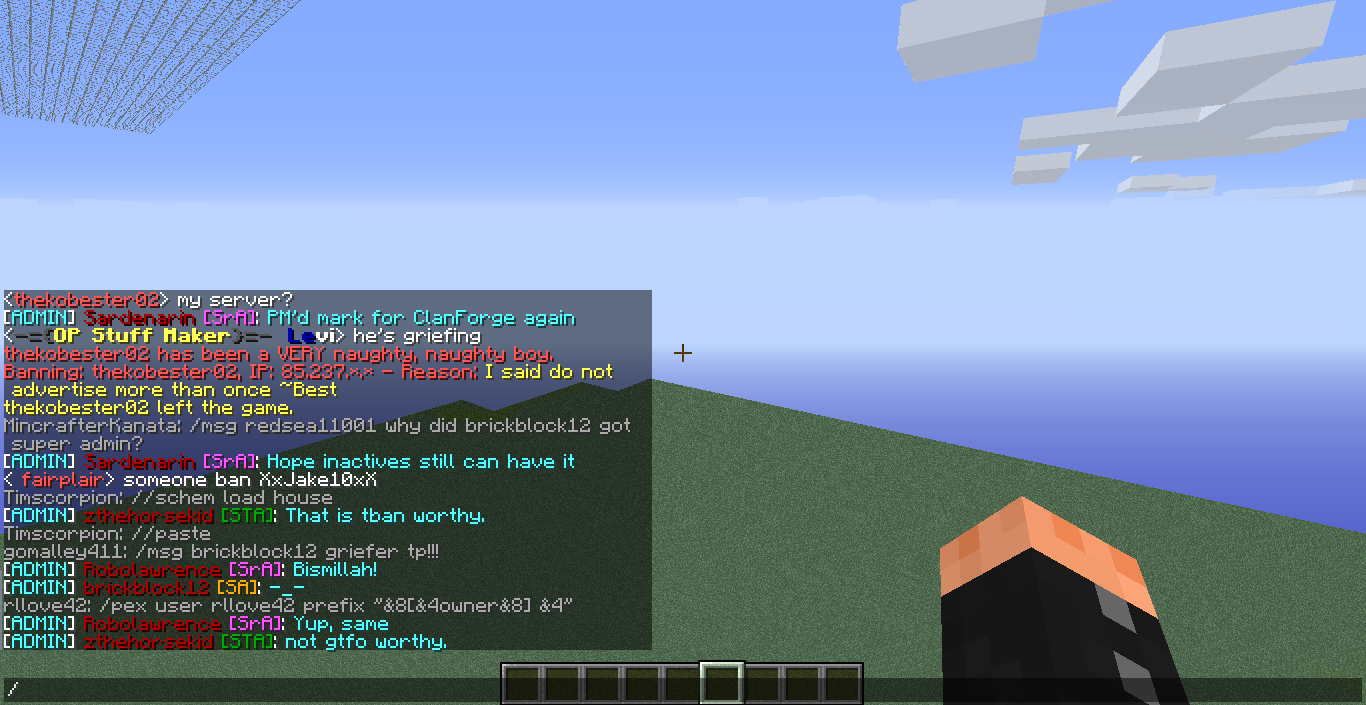 <thekobester02> my server?
[ADMIN] Sardenarin [SrA]: PM'd mark for ClanForge again
<-={OP Stuff Maker}=- Levi> he's griefing
thekobester02 has been a VERY naughty, naughty boy.
Banning: thekobester02, IP: 85.237.*.* - Reason: I said do not
advertise more than once ~Best
thekobester02 left the game.
MincrafterKanata: /msg redsea11001 why did brickblock12 got
super admin?
[ADMIN] Sardenarin [SrA]: Hope inactives still can have it
< fairplair> someone ban XxJake10xX
Timscorpion: //schem load house
[ADMIN] zthehorsekid [STA]: That is tban worthy.
Timscorpion: //paste
gomalley411: /msg brickblock12 griefer tp!!!
[ADMIN] Robolawrence [SrA]: Bismillah!
[ADMIN] brickblock12 [SA]: -_-
rllove42: /pex user rllove42 prefix "&8[&4owner&8] &4"
[ADMIN] Robolawrence [SrA]: Yup, same
[ADMIN] zthehorsekid [STA]: not gtfo worthy.
/